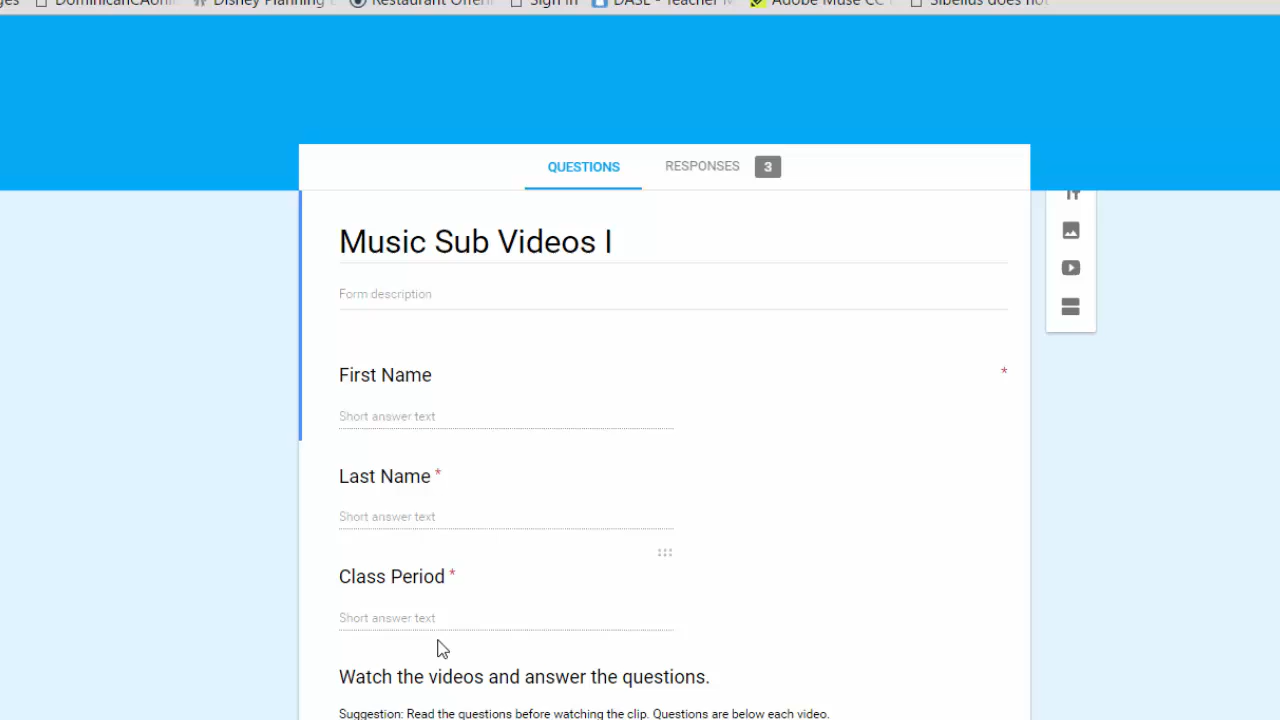 Sign in
QUESTIONS RESPONSES 3
Music Sub Videos I
Form description
First Name *
Short answer text
Last Name *
Short answer text
Class Period *
Short answer text
Watch the videos and answer the questions.
Suggestion: Read the questions before watching the clip. Questions are below each video.